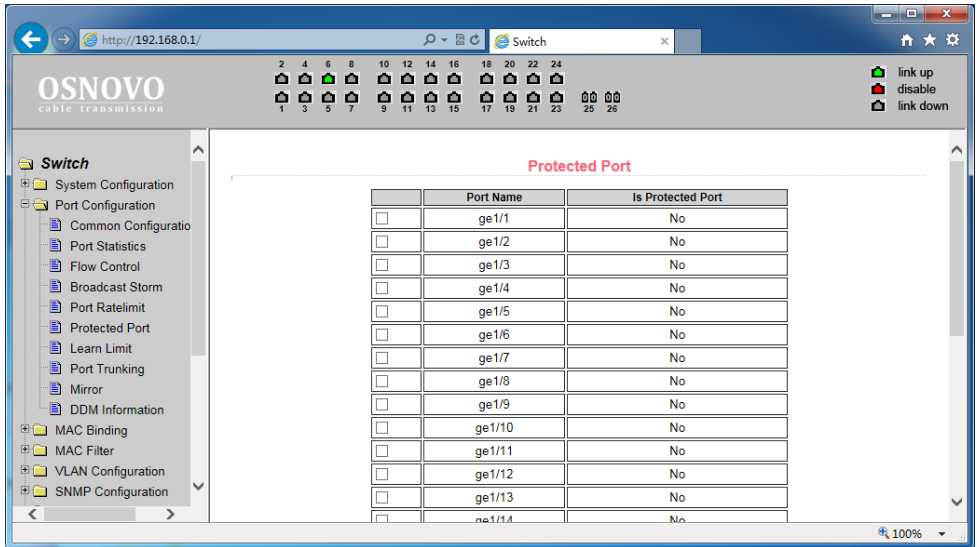 http://192.168.0.1/
Switch
OSNOVO
cable transmission
2 4 6 8 10 12 14 16 18 20 22 24
1 3 5 7 9 11 13 15 17 19 21 23 25 26
link up
disable
link down
Switch
System Configuration
Port Configuration
Common Configuratio
Port Statistics
Flow Control
Broadcast Storm
Port Ratelimit
Protected Port
Learn Limit
Port Trunking
Mirror
DDM Information
MAC Binding
MAC Filter
VLAN Configuration
SNMP Configuration
Protected Port
Port Name Is Protected Port
ge1/1 No
ge1/2 No
ge1/3 No
ge1/4 No
ge1/5 No
ge1/6 No
ge1/7 No
ge1/8 No
ge1/9 No
ge1/10 No
ge1/11 No
ge1/12 No
ge1/13 No
ge1/14 No
100%